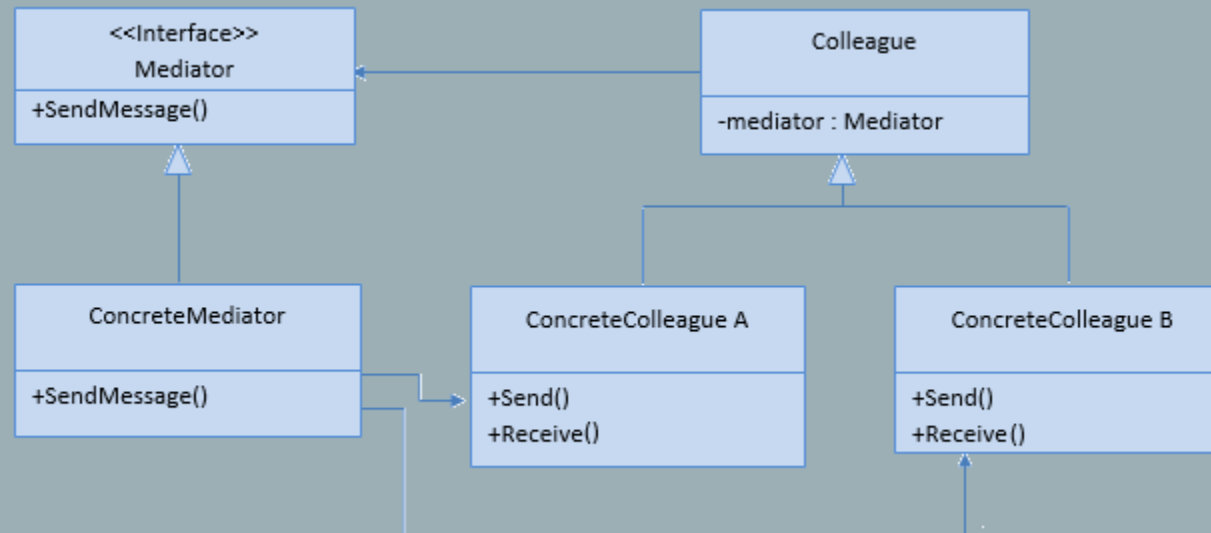 <<Interface>>
Mediator
+SendMessage()
Colleague
-mediator : Mediator
ConcreteMediator
+SendMessage()
ConcreteColleague A
+Send()
+Receive()
ConcreteColleague B
+Send()
+Receive()